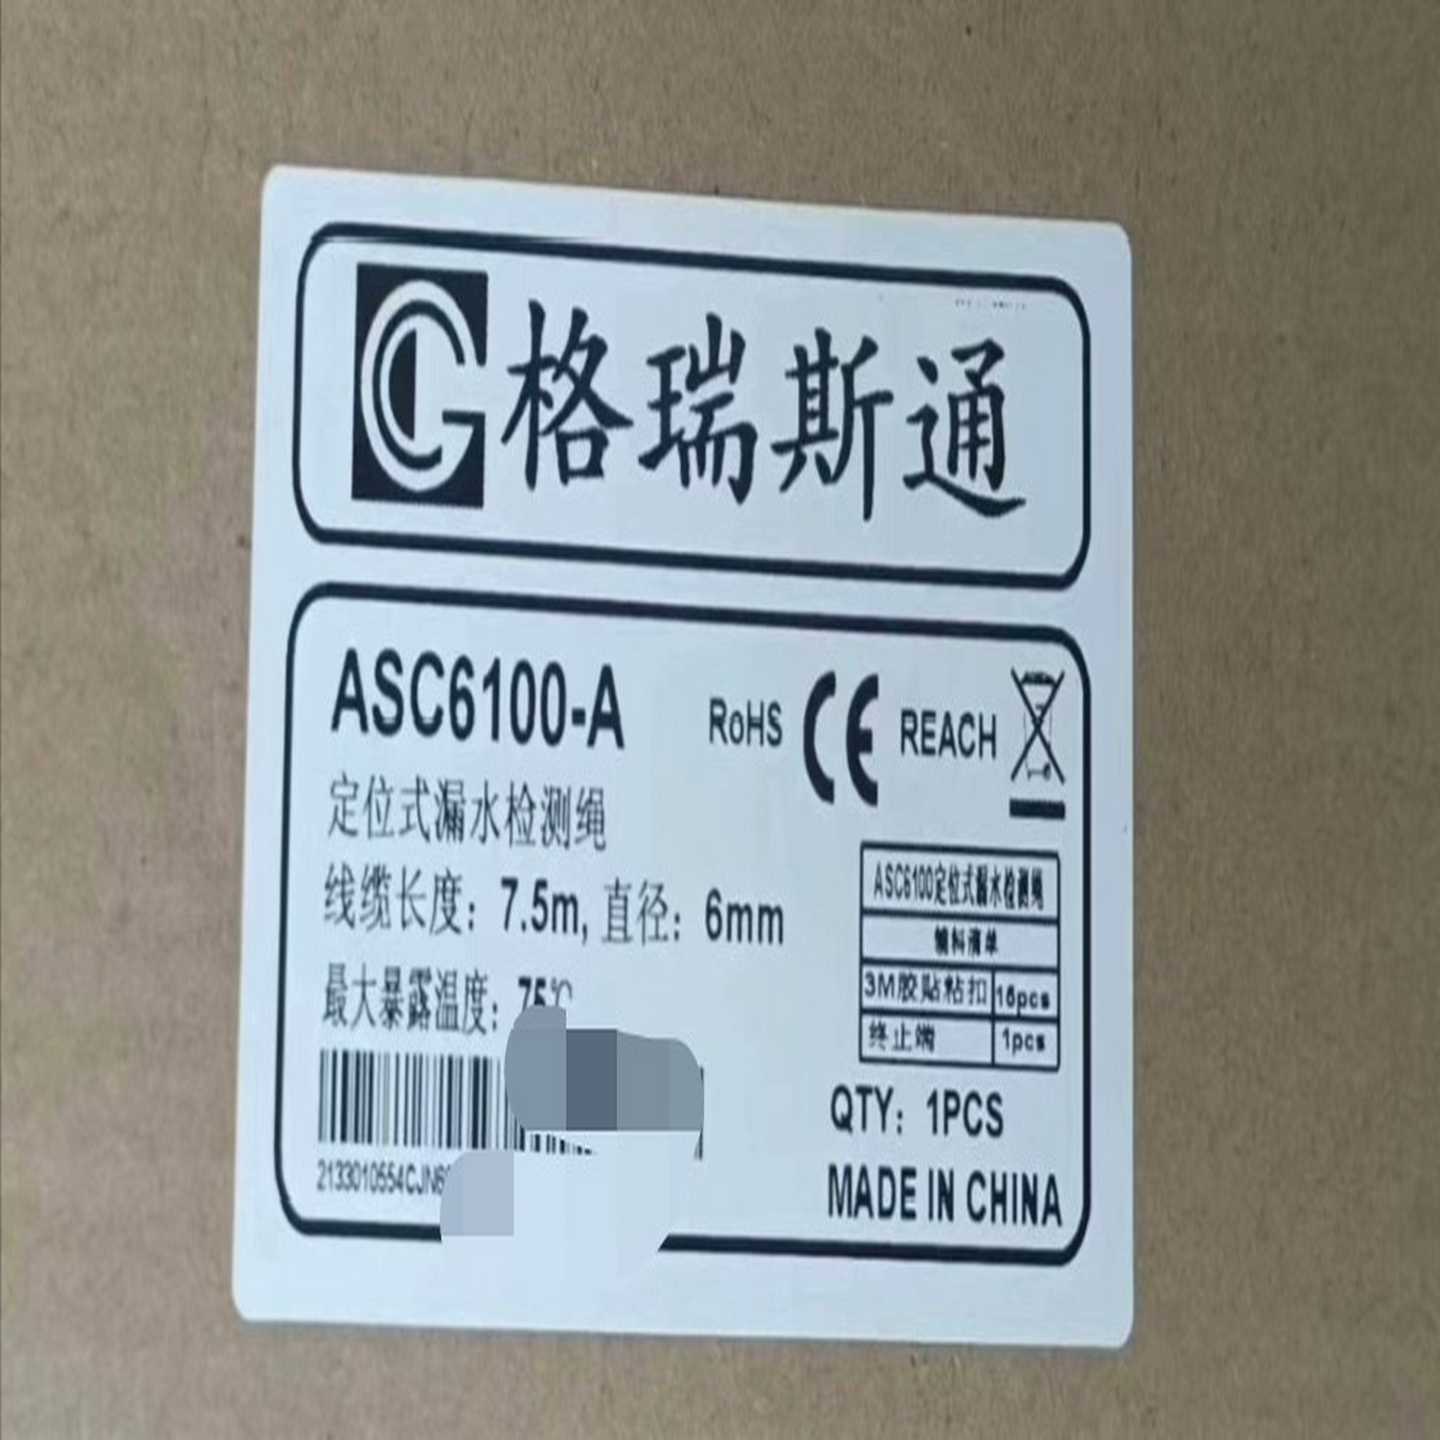 格瑞斯通
ASC6100-A
RoHS CE REACH
定位式漏水检测绳
线缆长度：7.5m, 直径：6mm
最大暴露温度：75℃
ASC6100定位式漏水检测绳
辅料清单
3M胶贴粘扣 15pcs
终止端 1pcs
2133010554CJN6
QTY：1PCS
MADE IN CHINA